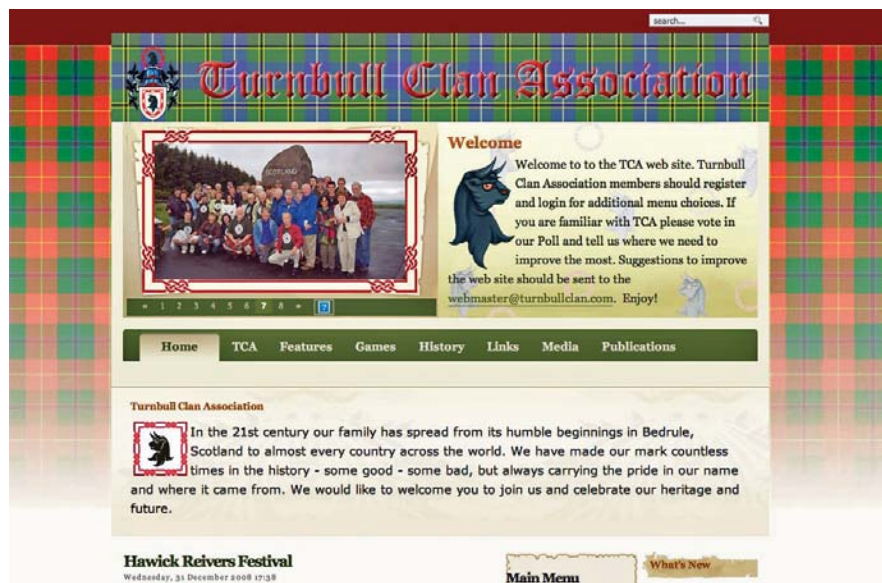 search...
Turnbull Clan Association
SCOTLAND
« 1 2 3 4 5 6 7 8 »
Welcome
Welcome to to the TCA web site. Turnbull
Clan Association members should register
and login for additional menu choices. If
you are familiar with TCA please vote in
our Poll and tell us where we need to
improve the most. Suggestions to improve
the web site should be sent to the
webmaster@turnbullclan.com. Enjoy!
Home TCA Features Games History Links Media Publications
Turnbull Clan Association
In the 21st century our family has spread from its humble beginnings in Bedrule,
Scotland to almost every country across the world. We have made our mark countless
times in the history - some good - some bad, but always carrying the pride in our name
and where it came from. We would like to welcome you to join us and celebrate our heritage and
future.
Hawick Reivers Festival
Wednesday, 31 December 2008 17:38
Main Menu
What's New